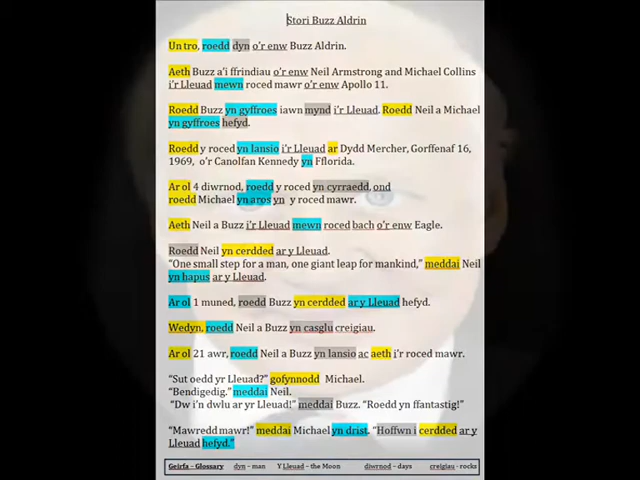 Stori Buzz Aldrin
Un tro, roedd dyn o'r enw Buzz Aldrin.
Aeth Buzz a'i ffrindiau o'r enw Neil Armstrong and Michael Collins
i'r Lleuad mewn roced mawr o'r enw Apollo 11.
Roedd Buzz yn gyffroes iawn mynd i'r Lleuad. Roedd Neil a Michael
yn gyffroes hefyd.
Roedd y roced yn lansio i'r Lleuad ar Dydd Mercher, Gorffenaf 16,
1969, o'r Canolfan Kennedy yn Fflorida.
Ar ol 4 diwrnod, roedd y roced yn cyrraedd, ond
roedd Michael yn aros yn y roced mawr.
Aeth Neil a Buzz i'r Lleuad mewn roced bach o'r enw Eagle.
Roedd Neil yn cerdded ar y Lleuad.
“One small step for a man, one giant leap for mankind,” meddai Neil
yn hapus ar y Lleuad.
Ar ol 1 muned, roedd Buzz yn cerdded ar y Lleuad hefyd.
Wedyn, roedd Neil a Buzz yn casglu creigiau.
Ar ol 21 awr, roedd Neil a Buzz yn lansio ac aeth i'r roced mawr.
“Sut oedd yr Lleuad?” gofynnodd Michael.
“Bendigedig.” meddai Neil.
“Dw i'n dwlu ar yr Lleuad!” meddai Buzz. “Roedd yn ffantastig!”
“Mawredd mawr!” meddai Michael yn drist. “Hoffwn i cerdded ar y
Lleuad hefyd.”
Geirfa – Glossary dyn – man Y Lleuad – the Moon diwrnod – days creigiau - rocks